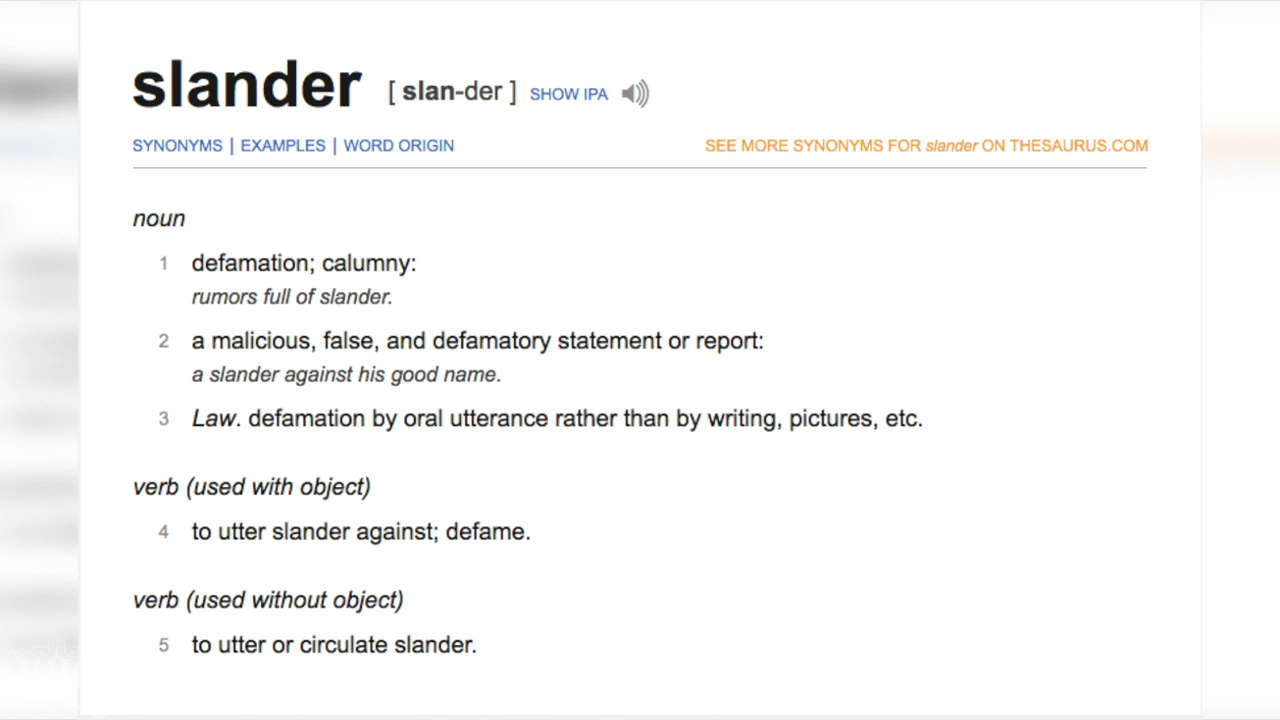 slander [ slan-der ] SHOW IPA
SYNONYMS | EXAMPLES | WORD ORIGIN SEE MORE SYNONYMS FOR slander ON THESAURUS.COM
noun
1 defamation; calumny:
rumors full of slander.
2 a malicious, false, and defamatory statement or report:
a slander against his good name.
3 Law. defamation by oral utterance rather than by writing, pictures, etc.
verb (used with object)
4 to utter slander against; defame.
verb (used without object)
5 to utter or circulate slander.